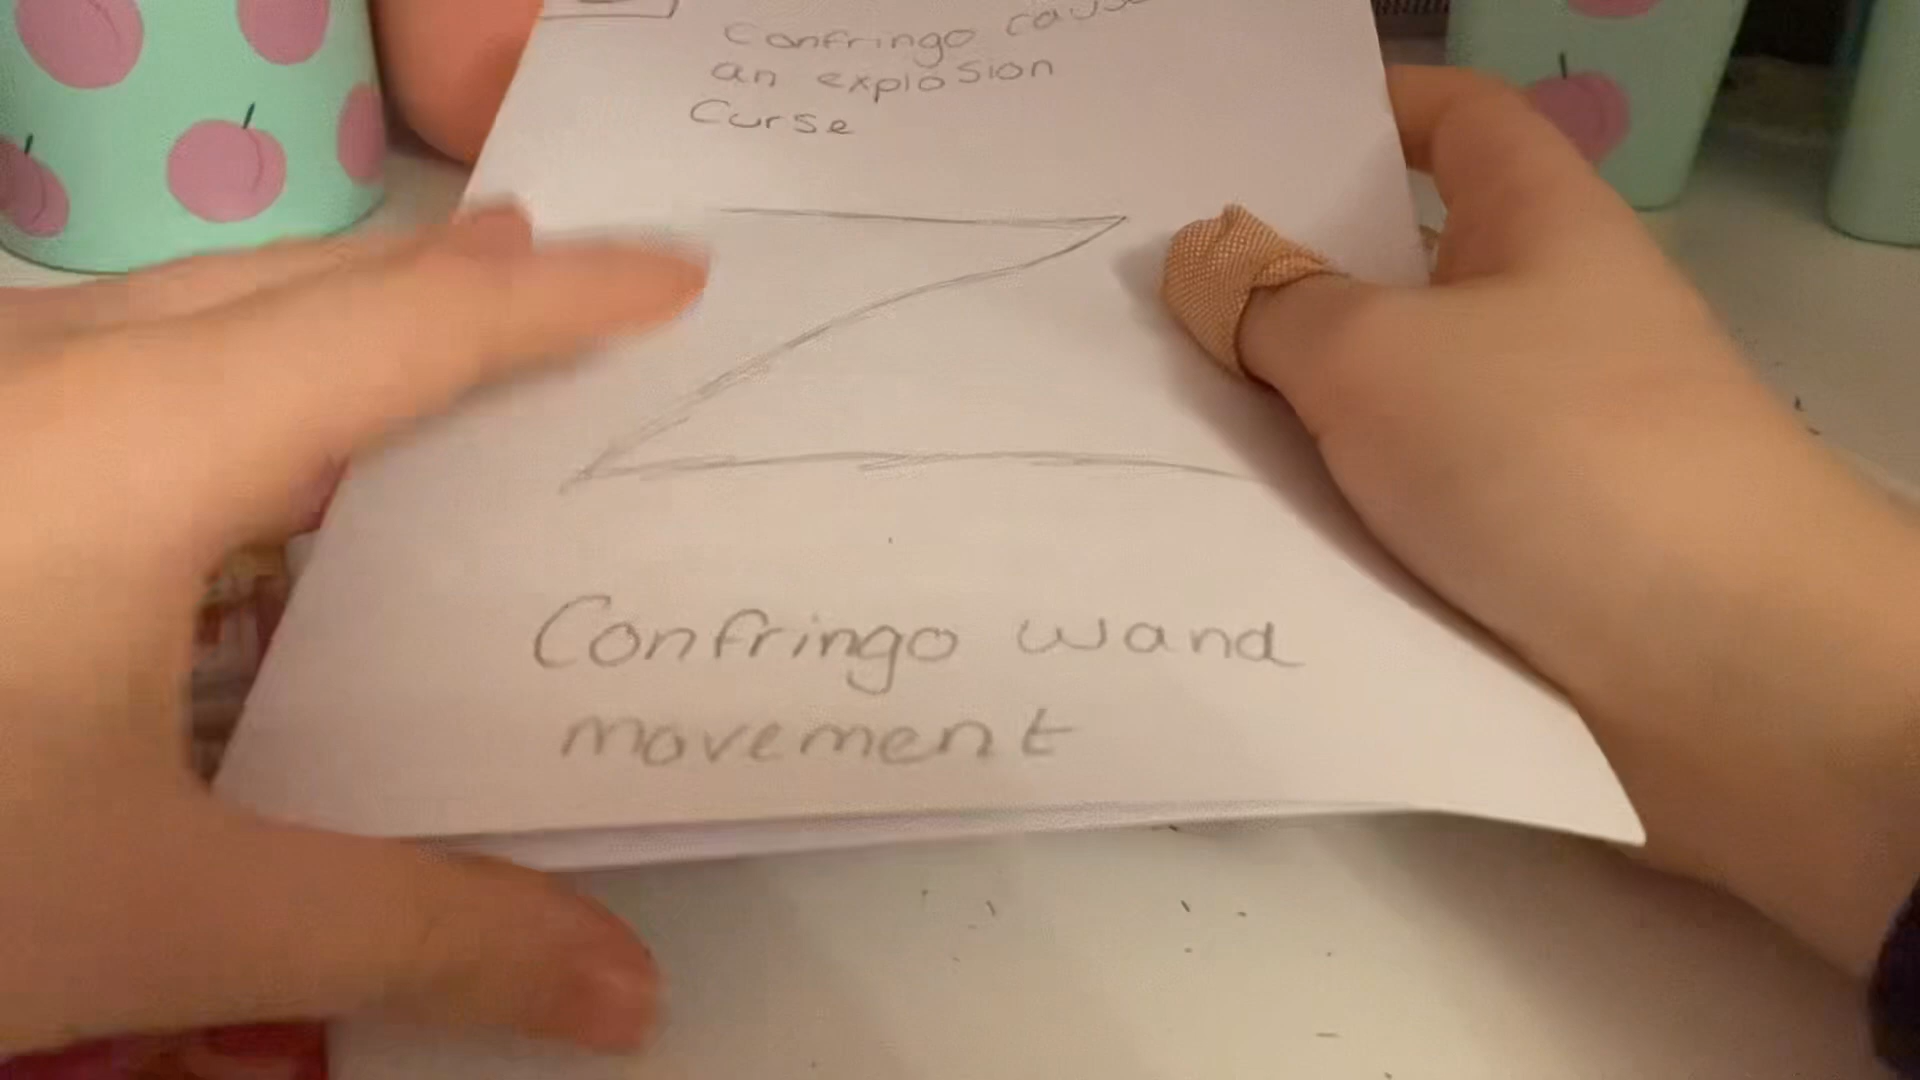 Confringo
an explosion
Curse
Confringo wand
movement